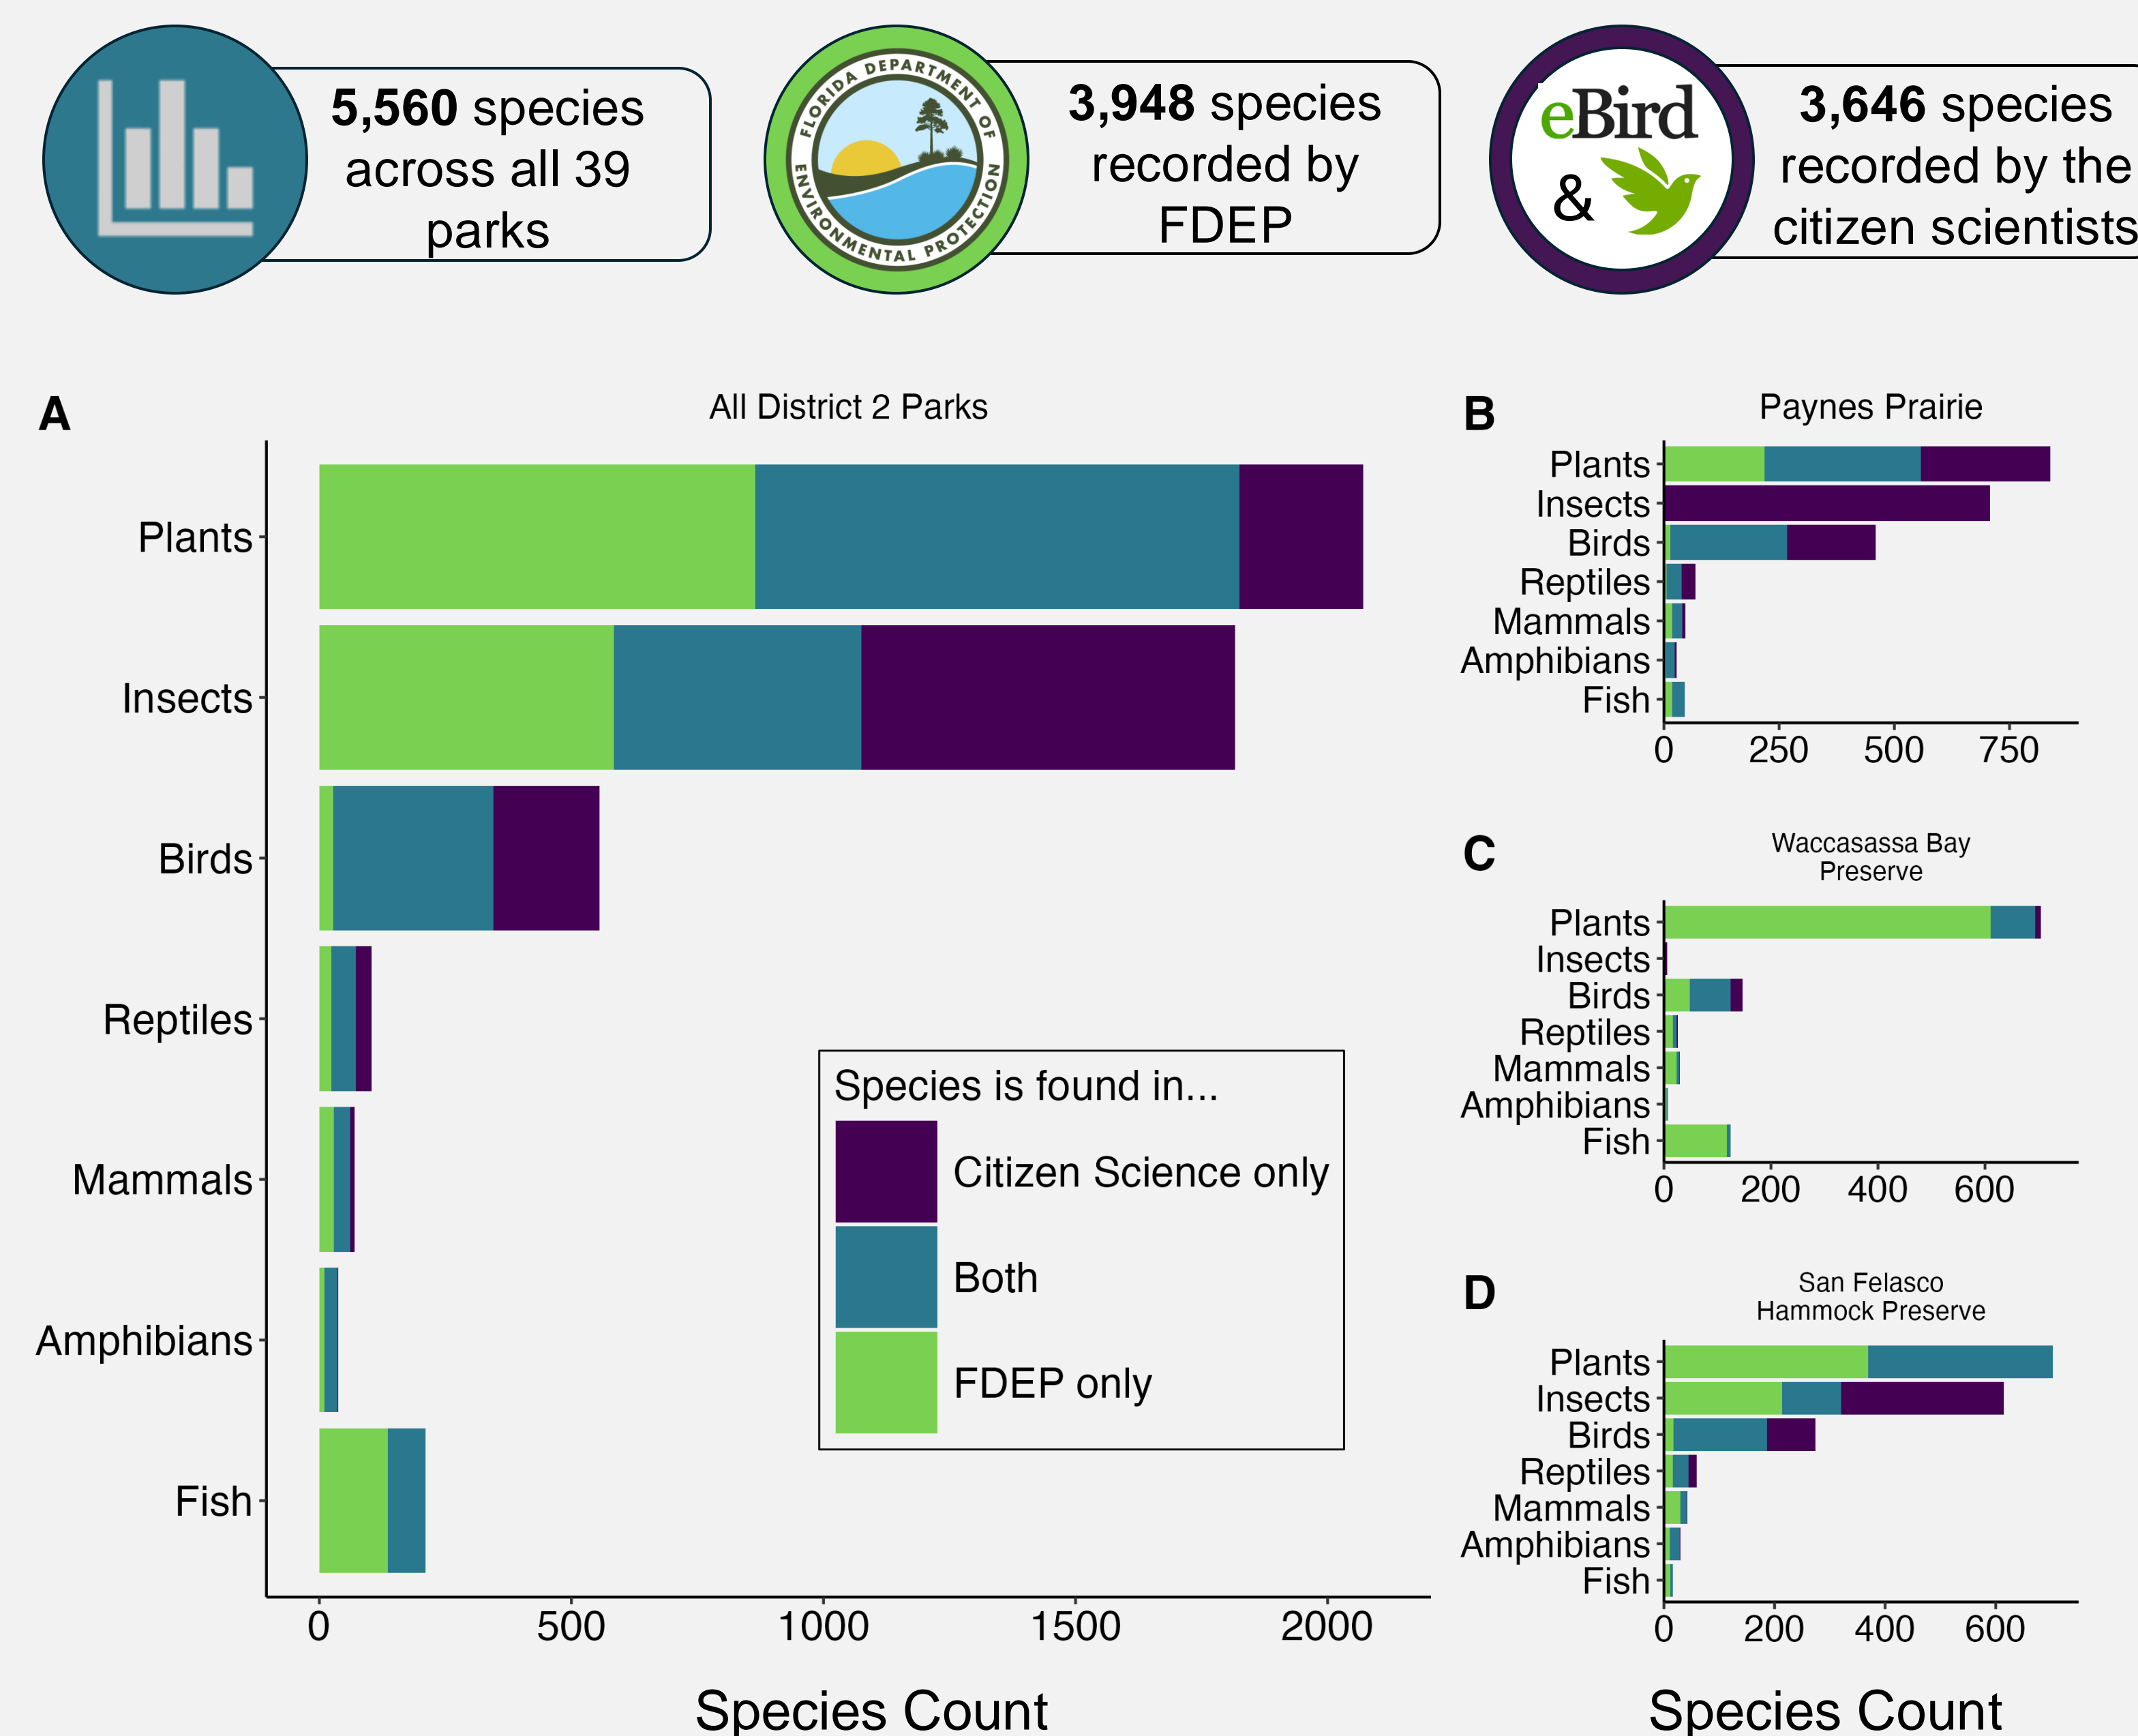 5,560 species
across all 39
parks
FLORIDA DEPARTMENT OF
ENVIRONMENTAL PROTECTION
3,948 species
recorded by
FDEP
eBird
&
3,646 species
recorded by the
citizen scientists
A
All District 2 Parks
Plants
Insects
Birds
Reptiles
Mammals
Amphibians
Fish
0 500 1000 1500 2000
Species Count
Species is found in...
Citizen Science only
Both
FDEP only
B
Paynes Prairie
Plants
Insects
Birds
Reptiles
Mammals
Amphibians
Fish
0 250 500 750
C
Waccasassa Bay
Preserve
Plants
Insects
Birds
Reptiles
Mammals
Amphibians
Fish
0 200 400 600
D
San Felasco
Hammock Preserve
Plants
Insects
Birds
Reptiles
Mammals
Amphibians
Fish
0 200 400 600
Species Count